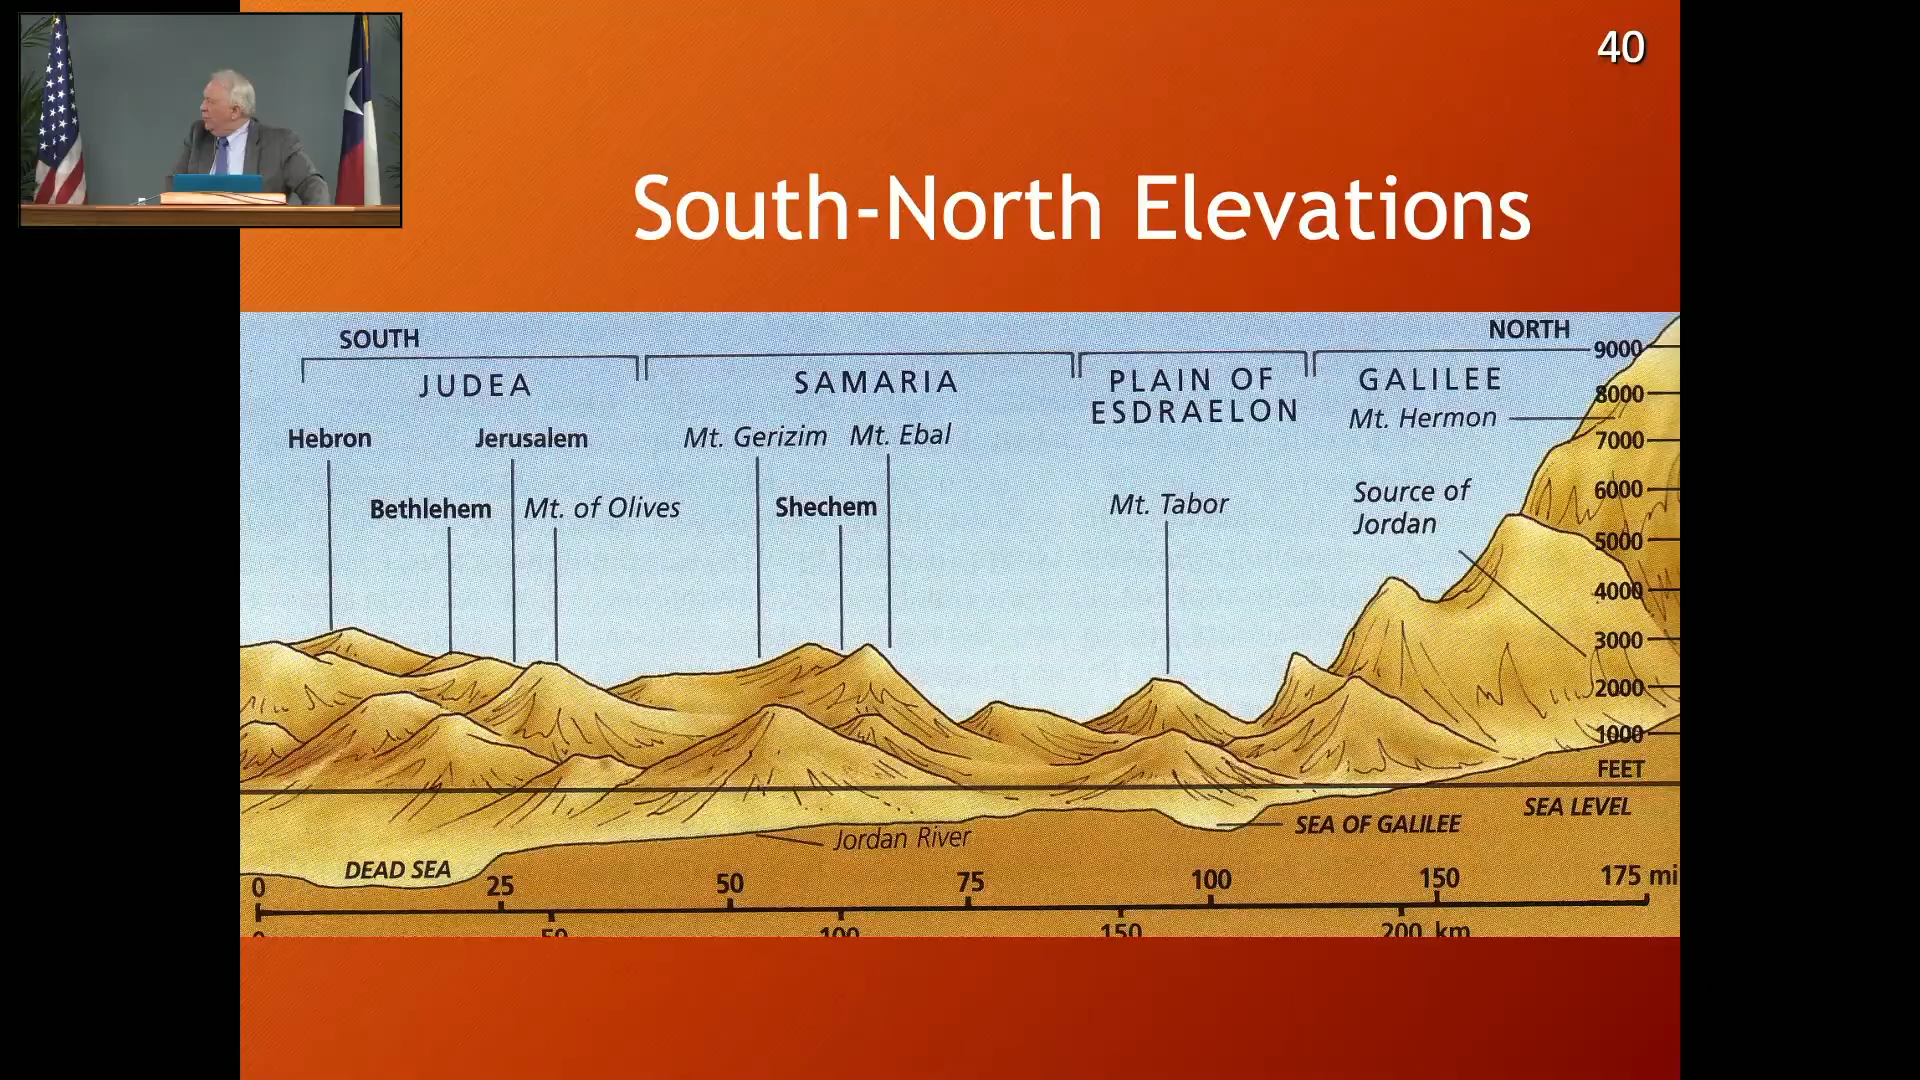 40
South-North Elevations
SOUTH
NORTH
JUDEA
SAMARIA
PLAIN OF
ESDRAELON
GALILEE
Mt. Hermon
Hebron
Jerusalem
Mt. Gerizim
Mt. Ebal
Bethlehem
Mt. of Olives
Shechem
Mt. Tabor
Source of
Jordan
9000
8000
7000
6000
5000
4000
3000
2000
1000
FEET
SEA LEVEL
SEA OF GALILEE
Jordan River
DEAD SEA
0 25 50 75 100 150 175 mi
0 50 100 150 200 km